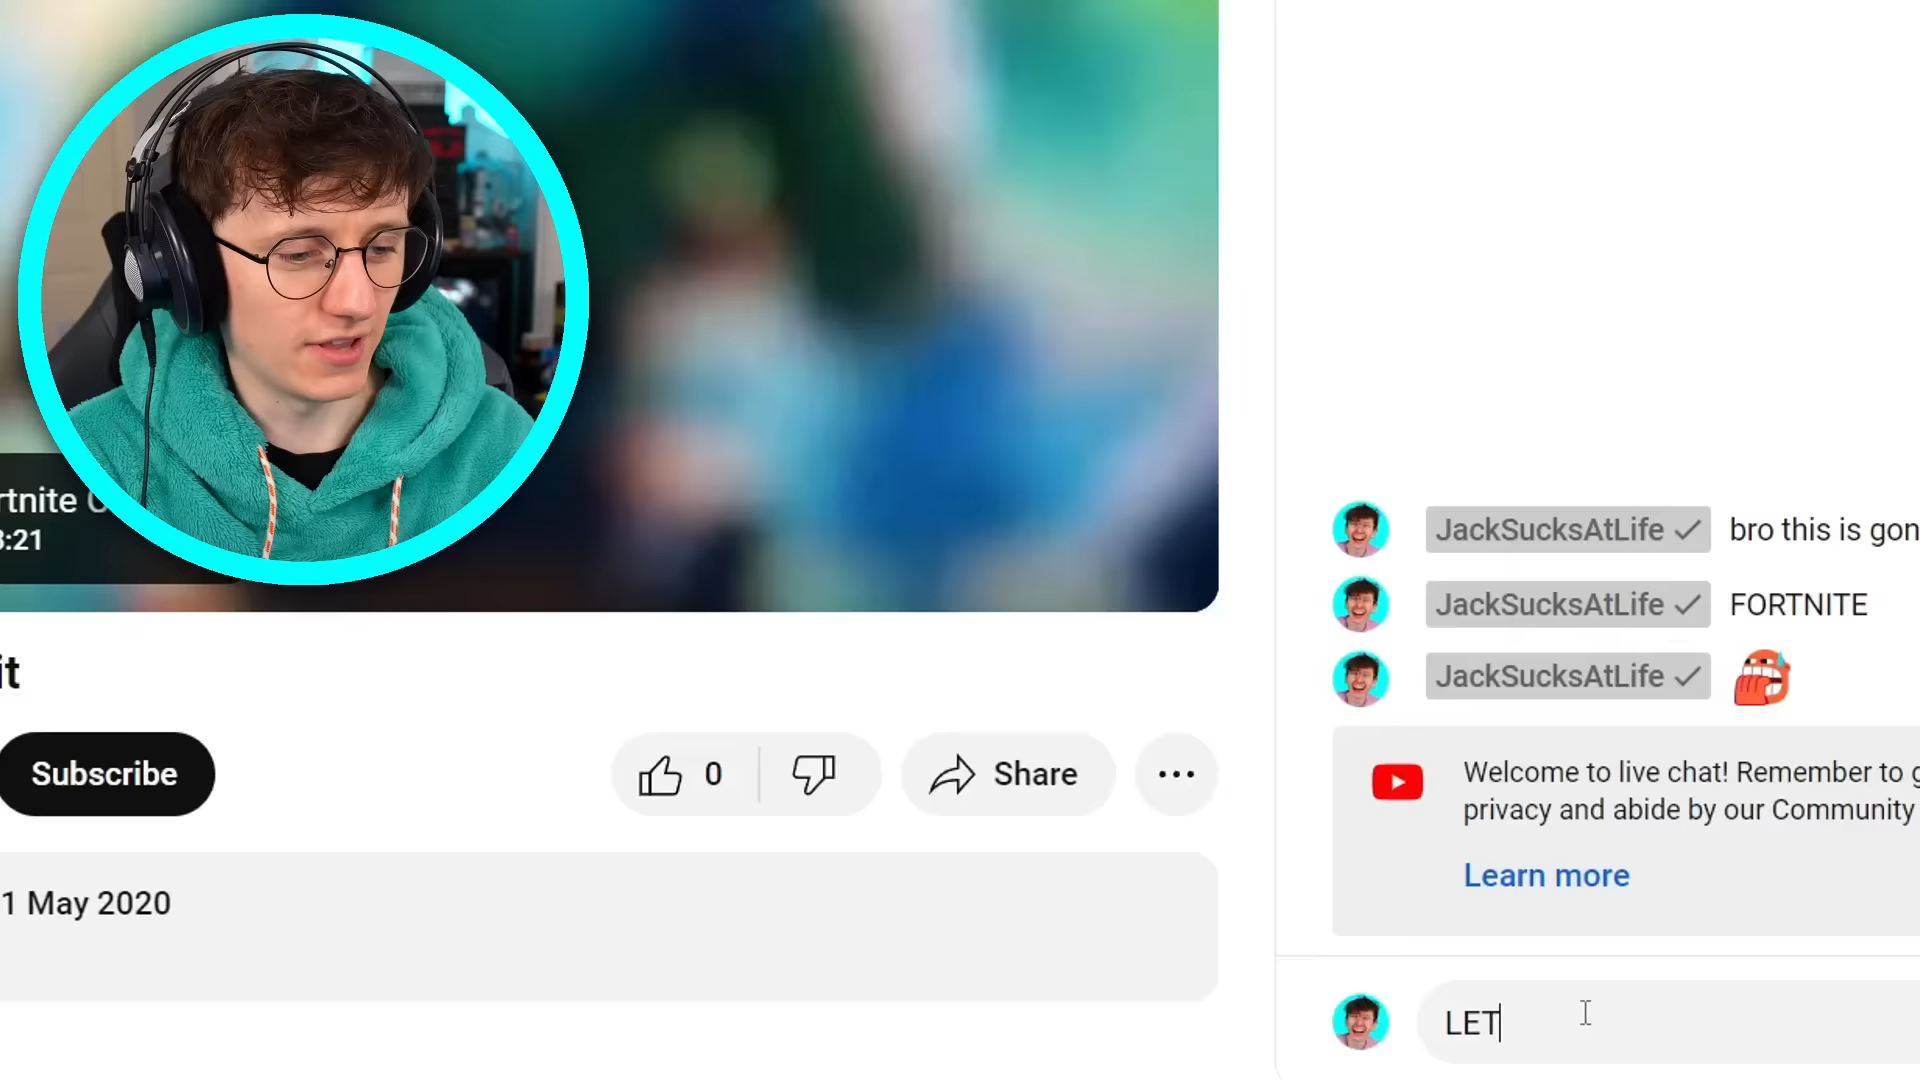 rtnite
3:21
it
Subscribe
0
Share
1 May 2020
JackSucksAtLife bro this is gon
JackSucksAtLife FORTNITE
JackSucksAtLife
Welcome to live chat! Remember to g
privacy and abide by our Community
Learn more
LET